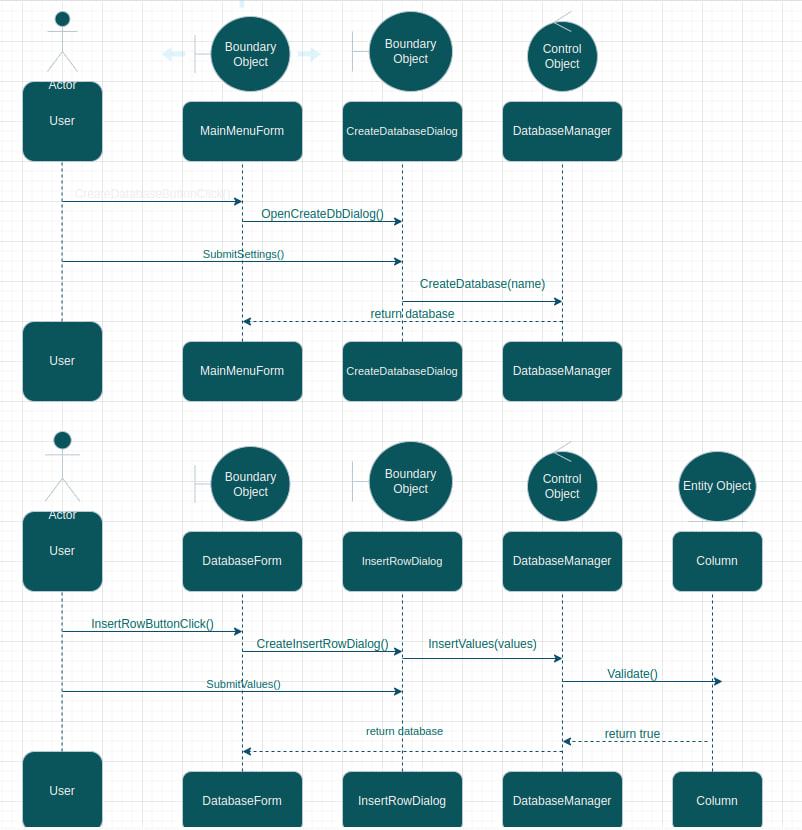 Boundary
Object
Boundary
Object
Control
Object
Actor
User
MainMenuForm
CreateDatabaseDialog
DatabaseManager
CreateDatabaseButtonClick()
OpenCreateDbDialog()
SubmitSettings()
CreateDatabase(name)
return database
User
MainMenuForm
CreateDatabaseDialog
DatabaseManager
Boundary
Object
Boundary
Object
Control
Object
Entity Object
Actor
User
DatabaseForm
InsertRowDialog
DatabaseManager
Column
InsertRowButtonClick()
CreateInsertRowDialog()
InsertValues(values)
Validate()
SubmitValues()
return database
return true
User
DatabaseForm
InsertRowDialog
DatabaseManager
Column